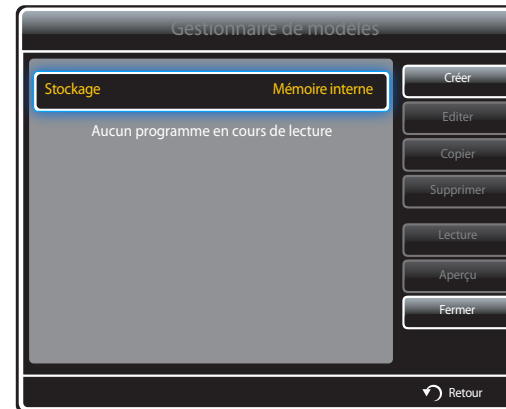 Gestionnaire de modèles
Stockage Mémoire interne
Aucun programme en cours de lecture
Créer
Editer
Copier
Supprimer
Lecture
Aperçu
Fermer
Retour